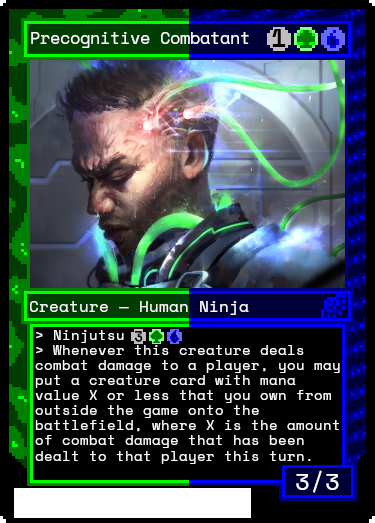 Precognitive Combatant 1
Creature — Human Ninja
> Ninjutsu 3
> Whenever this creature deals
combat damage to a player, you may
put a creature card with mana
value X or less that you own from
outside the game onto the
battlefield, where X is the amount
of combat damage that has been
dealt to that player this turn.
3/3